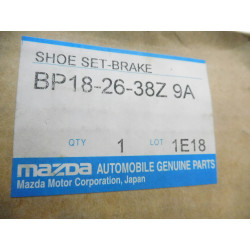 SHOE SET-BRAKE
BP18-26-38Z 9A
QTY 1 LOT 1E18
mazda AUTOMOBILE GENUINE PARTS
Mazda Motor Corporation, Japan